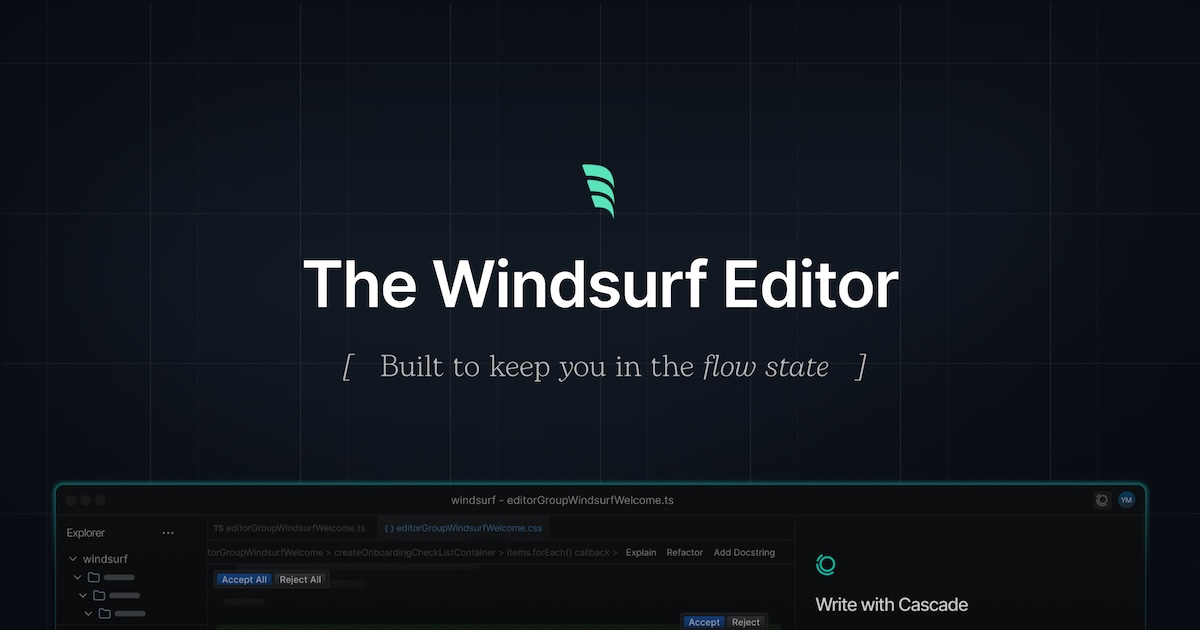 The Windsurf Editor
[ Built to keep you in the flow state ]
windsurf - editorGroupWindsurfWelcome.ts
YM
Explorer ...
TS editorGroupWindsurfWelcome.ts
{ } editorGroupWindsurfWelcome.css
torGroupWindsurfWelcome > createOnboardingCheckListContainer > Items.forEach() callback > Explain Refactor Add Docstring
windsurf
Accept All Reject All
Write with Cascade
Accept Reject